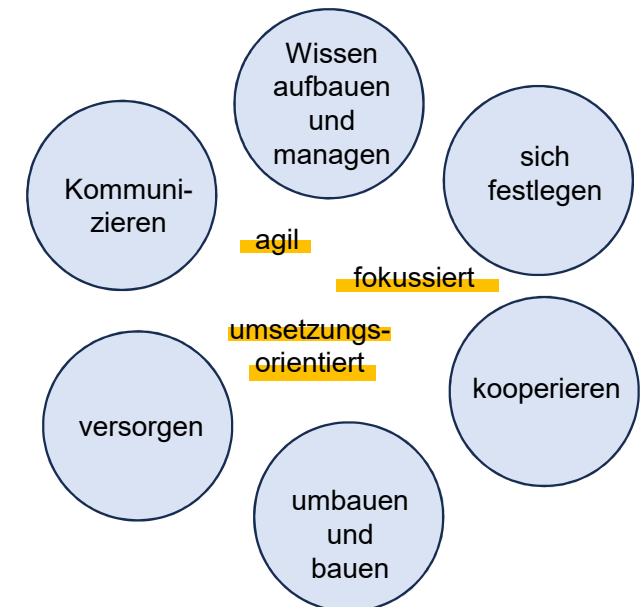 Wissen
aufbauen
und
managen
sich
festlegen
Kommuni-
zieren
agil
fokussiert
umsetzungs-
orientiert
kooperieren
versorgen
umbauen
und
bauen